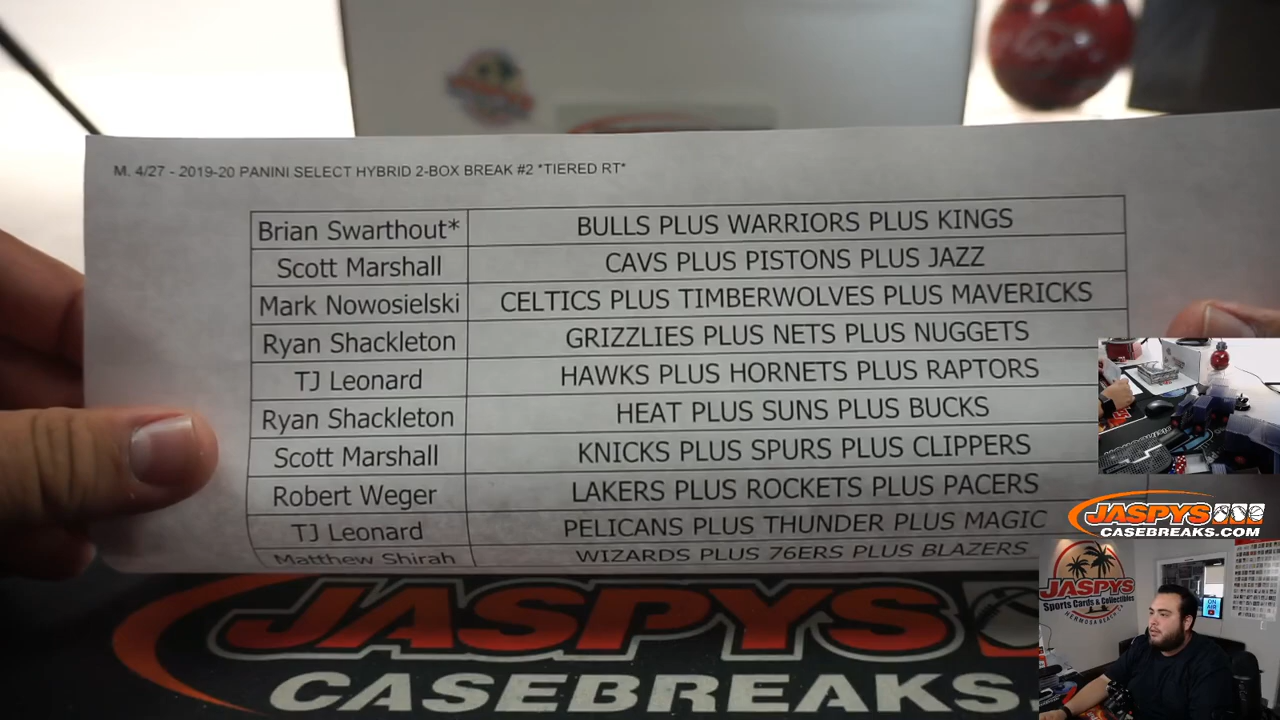 M. 4/27 - 2019-20 PANINI SELECT HYBRID 2-BOX BREAK #2 *TIERED RT*
Brian Swarthout* BULLS PLUS WARRIORS PLUS KINGS
Scott Marshall CAVS PLUS PISTONS PLUS JAZZ
Mark Nowosielski CELTICS PLUS TIMBERWOLVES PLUS MAVERICKS
Ryan Shackleton GRIZZLIES PLUS NETS PLUS NUGGETS
TJ Leonard HAWKS PLUS HORNETS PLUS RAPTORS
Ryan Shackleton HEAT PLUS SUNS PLUS BUCKS
Scott Marshall KNICKS PLUS SPURS PLUS CLIPPERS
Robert Weger LAKERS PLUS ROCKETS PLUS PACERS
TJ Leonard PELICANS PLUS THUNDER PLUS MAGIC
Matthew Shirah WIZARDS PLUS 76ERS PLUS BLAZERS
JASPYS
CASEBREAKS.COM
JASPYS
Sports Cards & Collectibles
HERMOSA BEACH
ON AIR
JASPYS
CASEBREAKS.